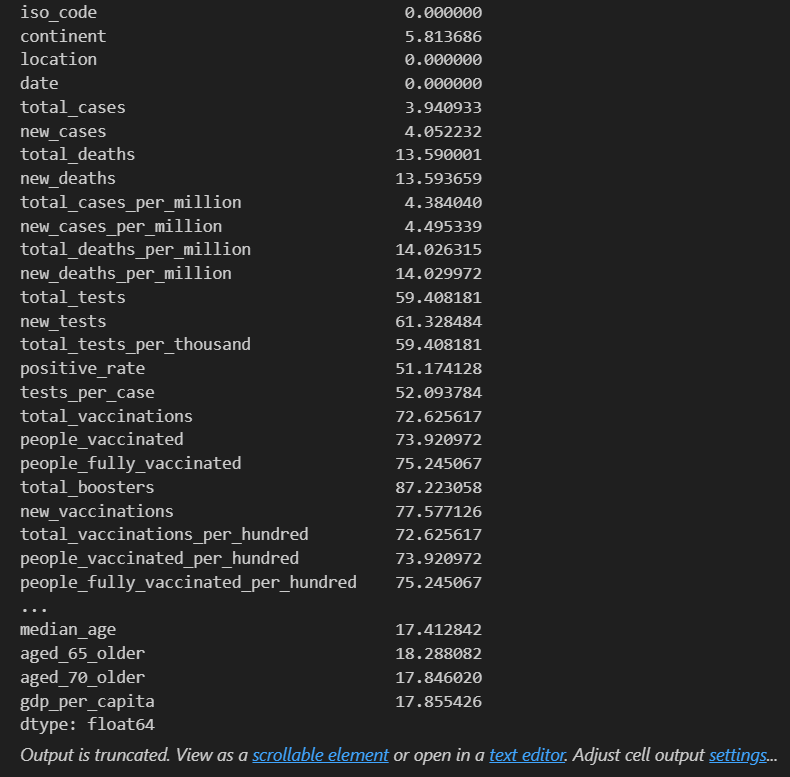 iso_code 0.000000
continent 5.813686
location 0.000000
date 0.000000
total_cases 3.940933
new_cases 4.052232
total_deaths 13.590001
new_deaths 13.593659
total_cases_per_million 4.384040
new_cases_per_million 4.495339
total_deaths_per_million 14.026315
new_deaths_per_million 14.029972
total_tests 59.408181
new_tests 61.328484
total_tests_per_thousand 59.408181
positive_rate 51.174128
tests_per_case 52.093784
total_vaccinations 72.625617
people_vaccinated 73.920972
people_fully_vaccinated 75.245067
total_boosters 87.223058
new_vaccinations 77.577126
total_vaccinations_per_hundred 72.625617
people_vaccinated_per_hundred 73.920972
people_fully_vaccinated_per_hundred 75.245067
...
median_age 17.412842
aged_65_older 18.288082
aged_70_older 17.846020
gdp_per_capita 17.855426
dtype: float64
Output is truncated. View as a scrollable element or open in a text editor. Adjust cell output settings...